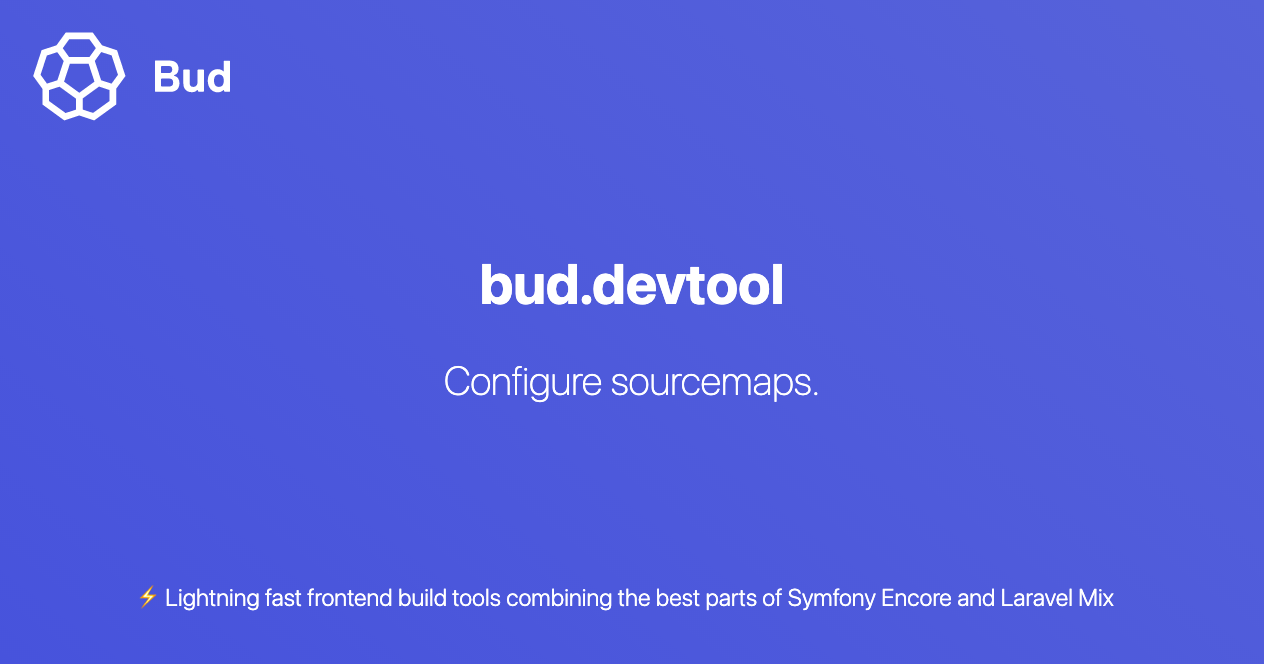 Bud
bud.devtool
Configure sourcemaps.
⚡ Lightning fast frontend build tools combining the best parts of Symfony Encore and Laravel Mix